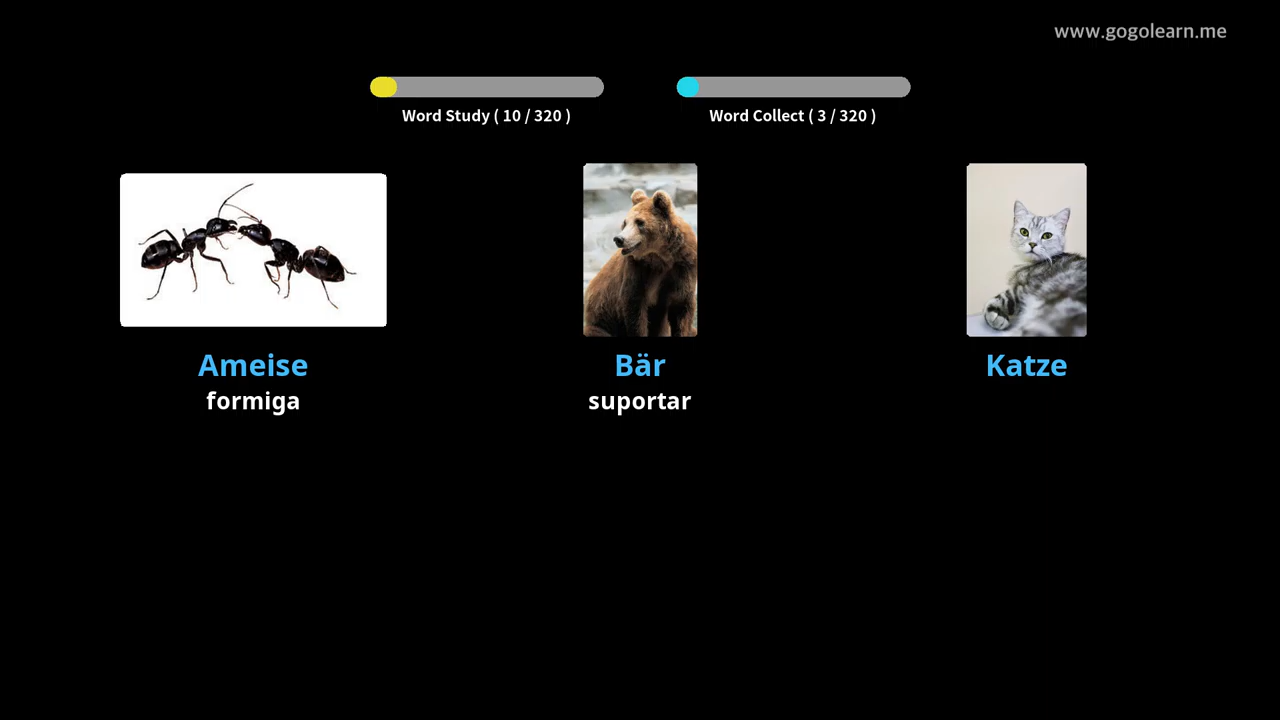 www.gogolearn.me
Word Study ( 10 / 320 )
Word Collect ( 3 / 320 )
Ameise
formiga
Bär
suportar
Katze